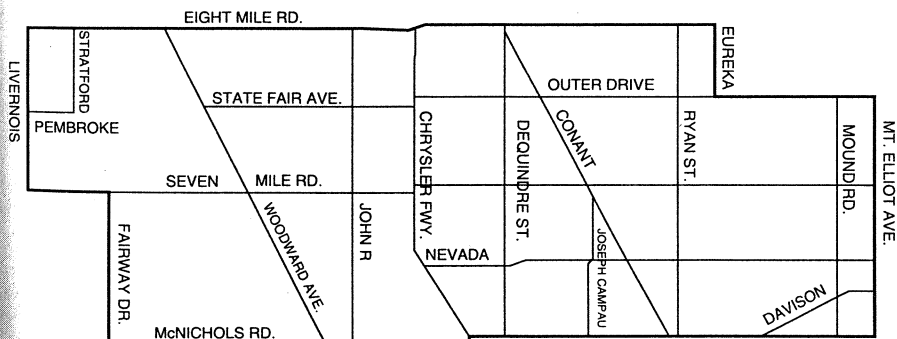 EIGHT MILE RD.
STRATFORD
EUREKA
LIVERNOIS
OUTER DRIVE
STATE FAIR AVE.
PEMBROKE
CHRYSLER FWY.
DEQUINDRE ST.
CONANT
RYAN ST.
MOUND RD.
MT. ELLIOT AVE.
SEVEN MILE RD.
FAIRWAY DR.
WOODWARD AVE.
JOHN R
NEVADA
JOSEPH CAMPAU
DAVISON
McNICHOLS RD.